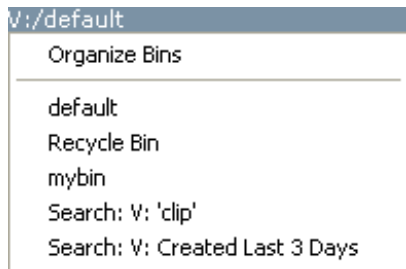 V:/default
Organize Bins
default
Recycle Bin
mybin
Search: V: 'clip'
Search: V: Created Last 3 Days